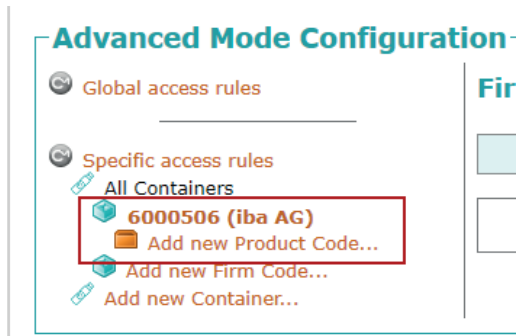 Advanced Mode Configuration
Global access rules
Fir
Specific access rules
All Containers
6000506 (iba AG)
Add new Product Code...
Add new Firm Code...
Add new Container...